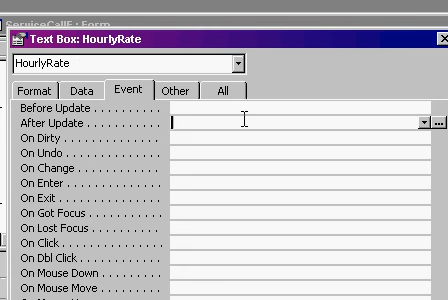 ServiceCallF : Form
Text Box: HourlyRate
HourlyRate
Format Data Event Other All
Before Update . . . . . . . . . .
After Update . . . . . . . . . . .
On Dirty . . . . . . . . . . . . . .
On Undo . . . . . . . . . . . . . .
On Change . . . . . . . . . . . .
On Enter . . . . . . . . . . . . . .
On Exit . . . . . . . . . . . . . . .
On Got Focus . . . . . . . . . .
On Lost Focus . . . . . . . . . .
On Click . . . . . . . . . . . . . .
On Dbl Click . . . . . . . . . . .
On Mouse Down . . . . . . . .
On Mouse Move . . . . . . . .